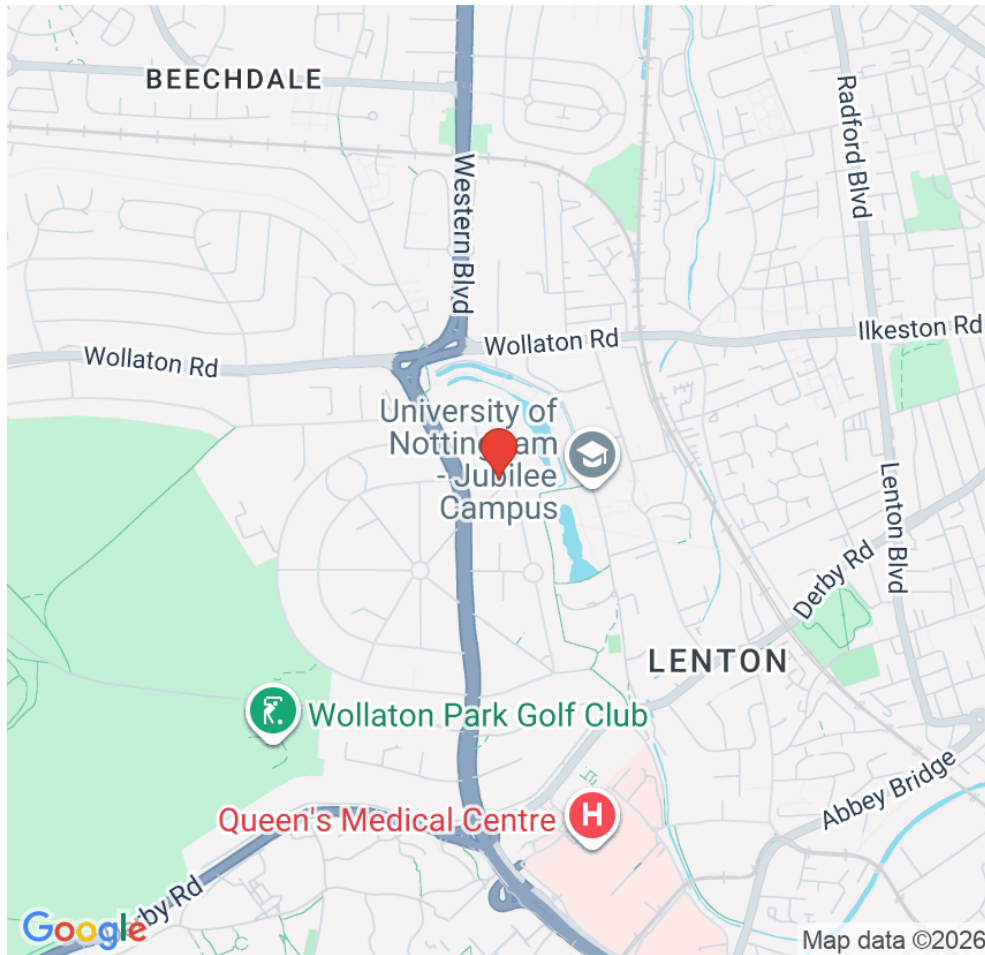 BEECHDALE
Western Blvd
Radford Blvd
Wollaton Rd
Ilkeston Rd
Wollaton Rd
University of
Nottingham
- Jubilee
Campus
Lenton Blvd
Derby Rd
LENTON
Wollaton Park Golf Club
Abbey Bridge
Queen's Medical Centre
H
Derby Rd
Google
Map data ©2026